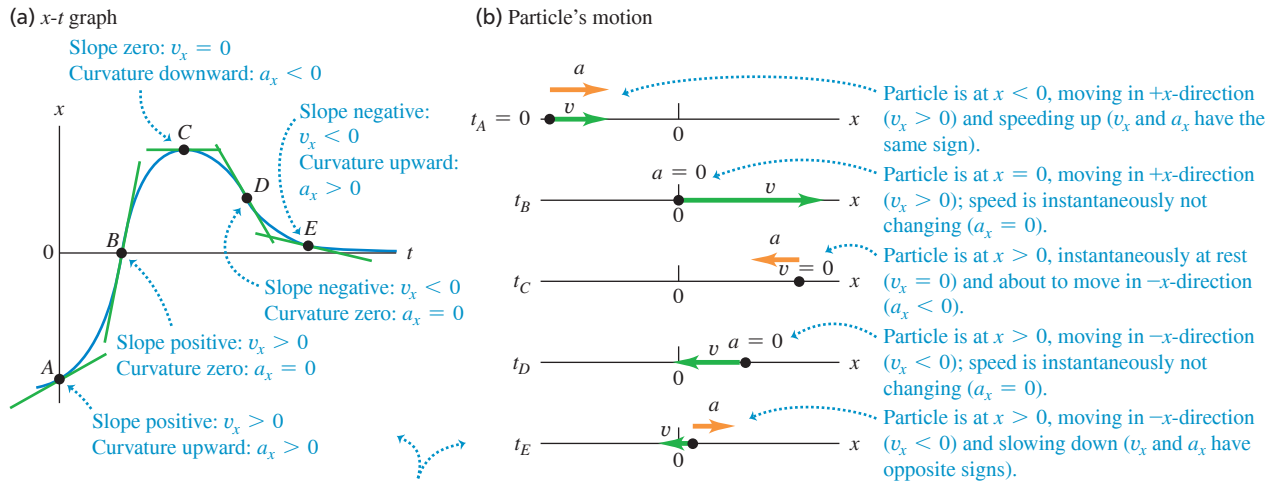 (a) x-t graph
Slope zero: vₓ = 0
Curvature downward: aₓ < 0
x
Slope negative:
vₓ < 0
Curvature upward:
aₓ > 0
C
D
B
E
0
t
Slope negative: vₓ < 0
Curvature zero: aₓ = 0
Slope positive: vₓ > 0
Curvature zero: aₓ = 0
A
Slope positive: vₓ > 0
Curvature upward: aₓ > 0
(b) Particle’s motion
a
v
t_A = 0
0
x
Particle is at x < 0, moving in +x-direction
(vₓ > 0) and speeding up (vₓ and aₓ have the
same sign).
a = 0
v
t_B
0
x
Particle is at x = 0, moving in +x-direction
(vₓ > 0); speed is instantaneously not
changing (aₓ = 0).
a
v = 0
t_C
0
x
Particle is at x > 0, instantaneously at rest
(vₓ = 0) and about to move in −x-direction
(aₓ < 0).
v
a = 0
t_D
0
x
Particle is at x > 0, moving in −x-direction
(vₓ < 0); speed is instantaneously not
changing (aₓ = 0).
a
v
t_E
0
x
Particle is at x > 0, moving in −x-direction
(vₓ < 0) and slowing down (vₓ and aₓ have
opposite signs).